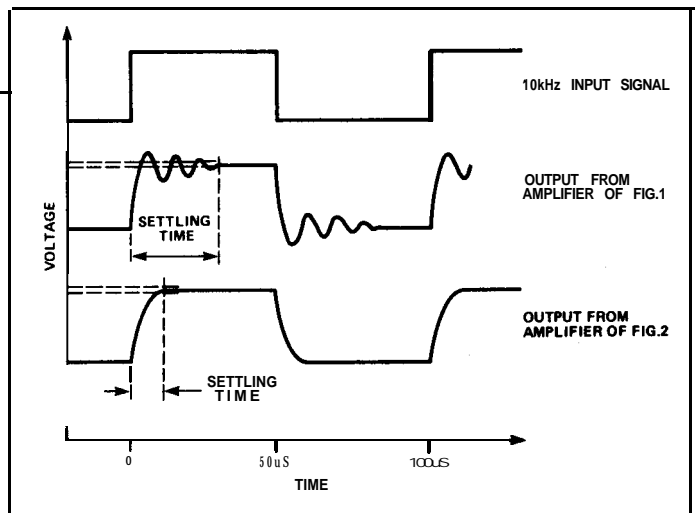 10kHz INPUT SIGNAL
OUTPUT FROM
AMPLIFIER OF FIG.1
SETTLING
TIME
VOLTAGE
OUTPUT FROM
AMPLIFIER OF FIG.2
SETTLING
TIME
0
50uS
100uS
TIME